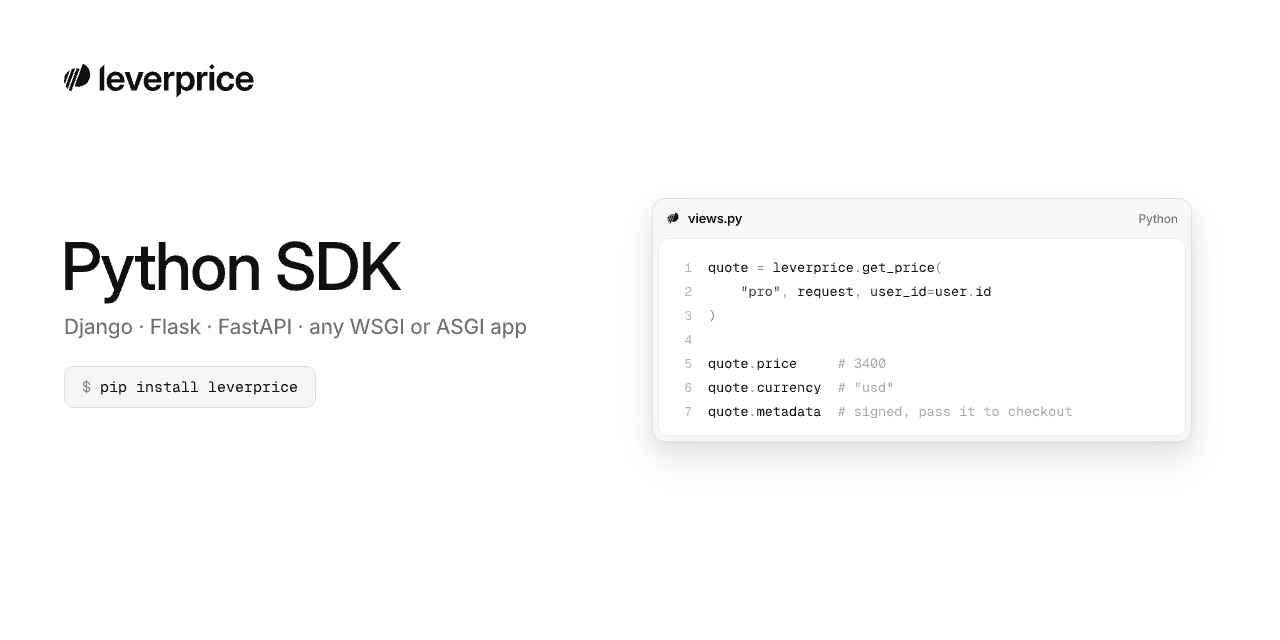 leverprice
Python SDK
Django · Flask · FastAPI · any WSGI or ASGI app
$ pip install leverprice
views.py
Python
1 quote = leverprice.get_price(
2     "pro", request, user_id=user.id
3 )
4
5 quote.price     # 3400
6 quote.currency  # "usd"
7 quote.metadata  # signed, pass it to checkout